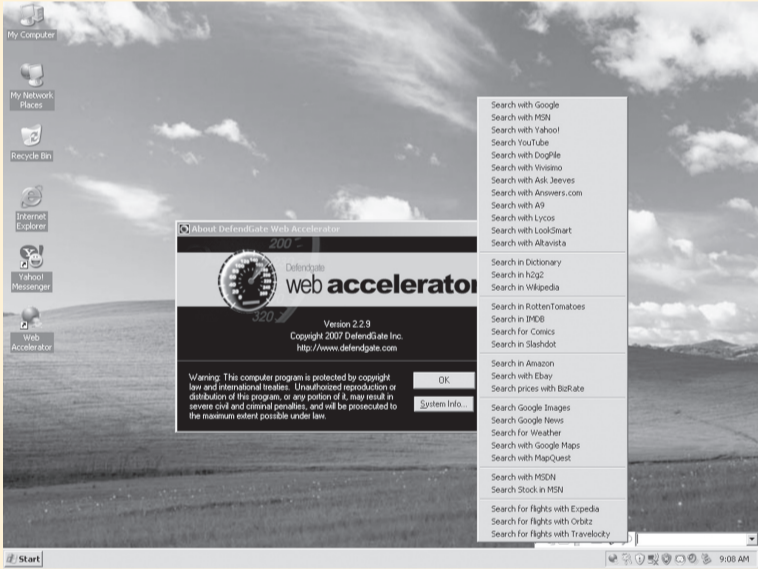 My Computer
My Network
Places
Recycle Bin
Internet
Explorer
Yahoo!
Messenger
Web
Accelerator
About DefendGate Web Accelerator
200
Defendgate
web accelerator
320
Version 2.2.9
Copyright 2007 DefendGate Inc.
http://www.defendgate.com
Warning: This computer program is protected by copyright
law and international treaties. Unauthorized reproduction or
distribution of this program, or any portion of it, may result in
severe civil and criminal penalties, and will be prosecuted to
the maximum extent possible under law.
OK
System Info...
Search with Google
Search with MSN
Search with Yahoo!
Search YouTube
Search with DogPile
Search with Vivisimo
Search with Ask Jeeves
Search with Answers.com
Search with A9
Search with Lycos
Search with LookSmart
Search with Altavista
Search in Dictionary
Search in h2g2
Search in Wikipedia
Search in RottenTomatoes
Search in IMDB
Search for Comics
Search in Slashdot
Search in Amazon
Search with Ebay
Search prices with BizRate
Search Google Images
Search Google News
Search for Weather
Search with Google Maps
Search with MapQuest
Search with MSDN
Search Stock in MSN
Search for flights with Expedia
Search for flights with Orbitz
Search for flights with Travelocity
Start
9:08 AM